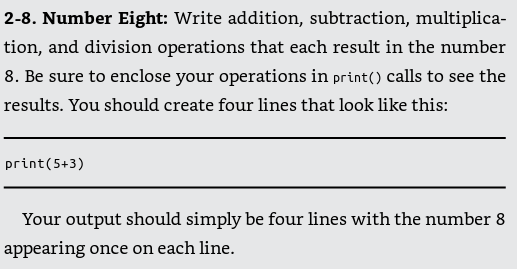 2-8. Number Eight: Write addition, subtraction, multiplica-
tion, and division operations that each result in the number
8. Be sure to enclose your operations in print() calls to see the
results. You should create four lines that look like this:
print(5+3)
Your output should simply be four lines with the number 8
appearing once on each line.